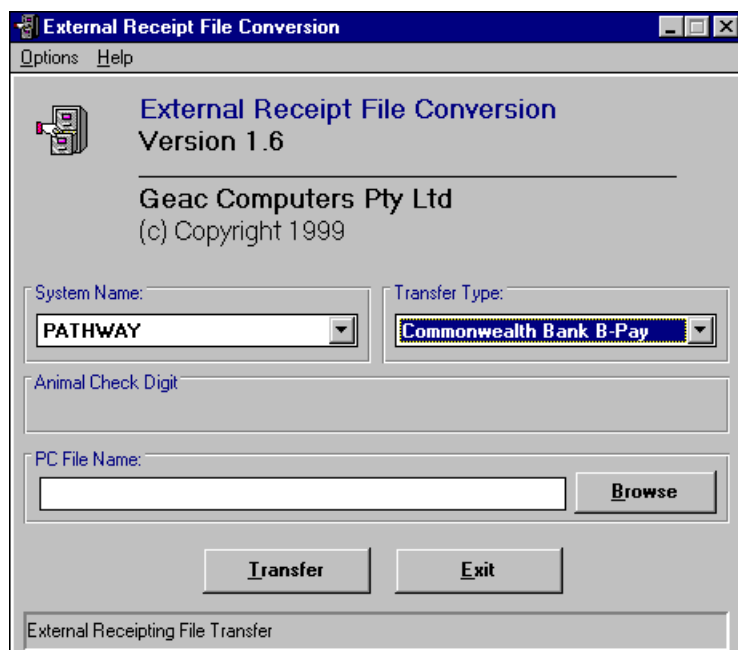 External Receipt File Conversion
Options Help
External Receipt File Conversion
Version 1.6
Geac Computers Pty Ltd
(c) Copyright 1999
System Name: Transfer Type:
PATHWAY Commonwealth Bank B-Pay
Animal Check Digit
PC File Name:
Browse
Transfer Exit
External Receipting File Transfer